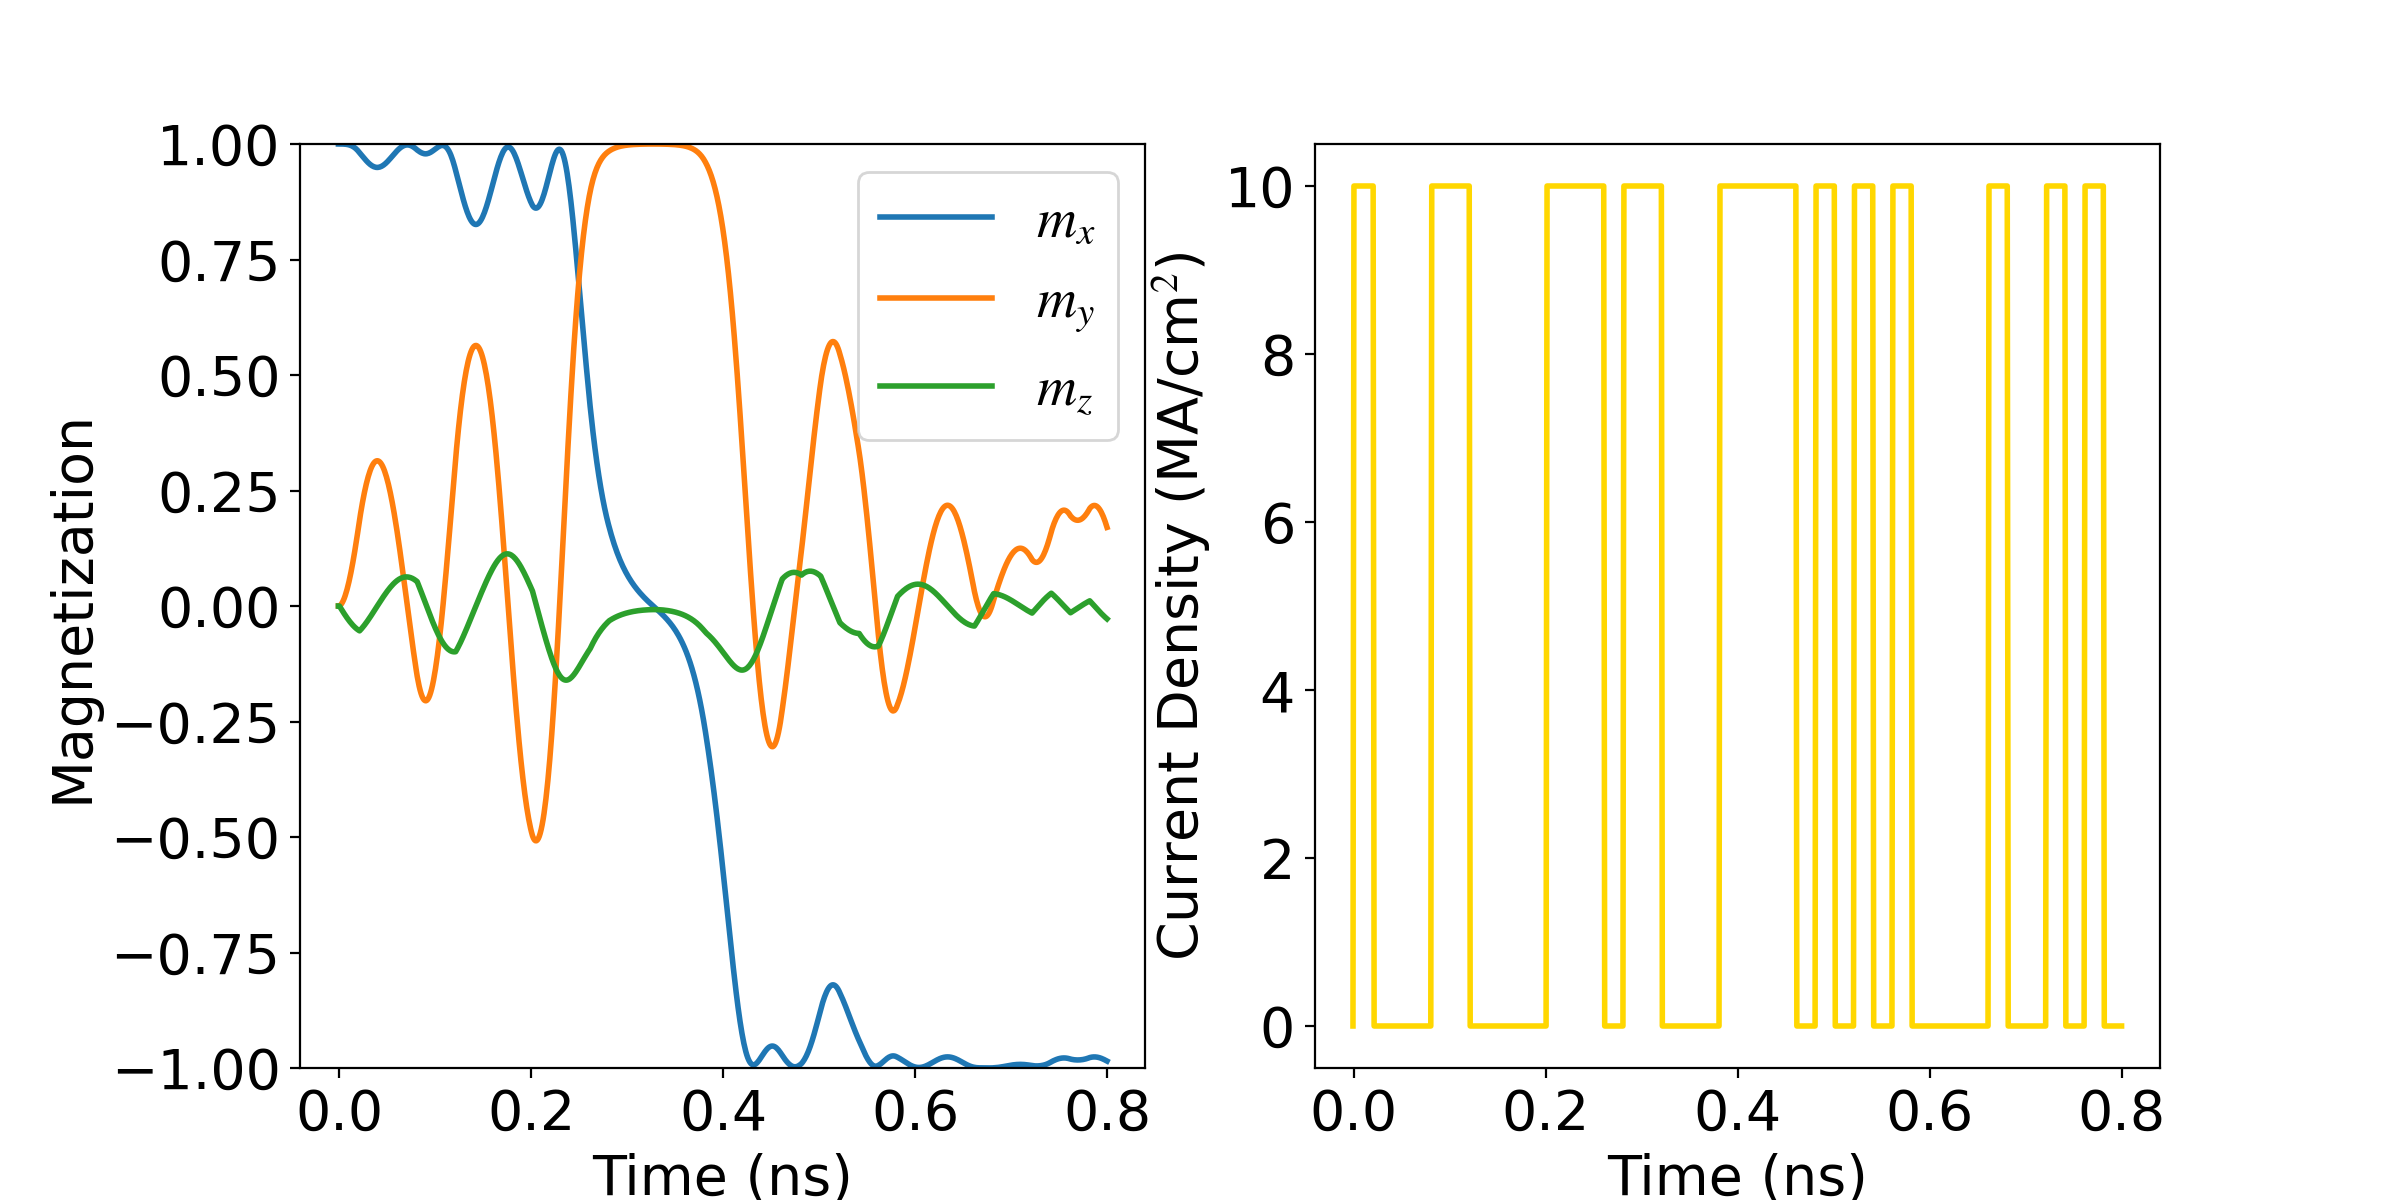 Magnetization
1.00
0.75
0.50
0.25
0.00
−0.25
−0.50
−0.75
−1.00
0.0 0.2 0.4 0.6 0.8
Time (ns)
m_x
m_y
m_z
Current Density (MA/cm²)
10
8
6
4
2
0
0.0 0.2 0.4 0.6 0.8
Time (ns)